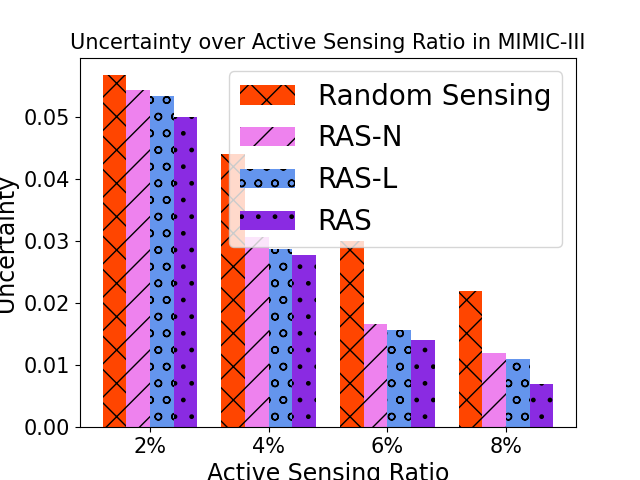 Uncertainty over Active Sensing Ratio in MIMIC-III
Random Sensing
RAS-N
RAS-L
RAS
Uncertainty
0.05
0.04
0.03
0.02
0.01
0.00
2%
4%
6%
8%
Active Sensing Ratio